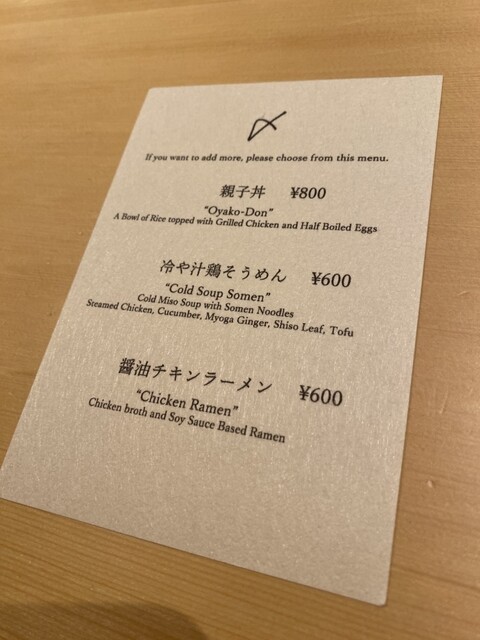 〆
If you want to add more, please choose from this menu.
親子丼 ¥800
"Oyako-Don"
A Bowl of Rice topped with Grilled Chicken and Half Boiled Eggs
冷や汁鶏そうめん ¥600
"Cold Soup Somen"
Cold Miso Soup with Somen Noodles
Steamed Chicken, Cucumber, Myoga Ginger, Shiso Leaf, Tofu
醤油チキンラーメン ¥600
"Chicken Ramen"
Chicken broth and Soy Sauce Based Ramen